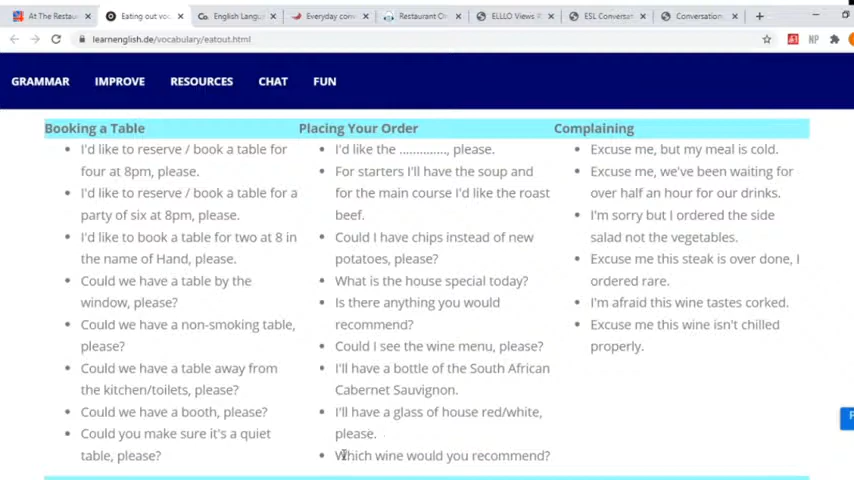 At The Restau
Eating out voc
English Langu
Everyday con
Restaurant O
ELLLO Views
ESL Conversat
Conversation
learnenglish.de/vocabulary/eatout.html
NP
GRAMMAR IMPROVE RESOURCES CHAT FUN
Booking a Table
I'd like to reserve / book a table for
four at 8pm, please.
I'd like to reserve / book a table for a
party of six at 8pm, please.
I'd like to book a table for two at 8 in
the name of Hand, please.
Could we have a table by the
window, please?
Could we have a non-smoking table,
please?
Could we have a table away from
the kitchen/toilets, please?
Could we have a booth, please?
Could you make sure it's a quiet
table, please?
Placing Your Order
I'd like the .............., please.
For starters I'll have the soup and
for the main course I'd like the roast
beef.
Could I have chips instead of new
potatoes, please?
What is the house special today?
Is there anything you would
recommend?
Could I see the wine menu, please?
I'll have a bottle of the South African
Cabernet Sauvignon.
I'll have a glass of house red/white,
please.
Which wine would you recommend?
Complaining
Excuse me, but my meal is cold.
Excuse me, we've been waiting for
over half an hour for our drinks.
I'm sorry but I ordered the side
salad not the vegetables.
Excuse me this steak is over done, I
ordered rare.
I'm afraid this wine tastes corked.
Excuse me this wine isn't chilled
properly.